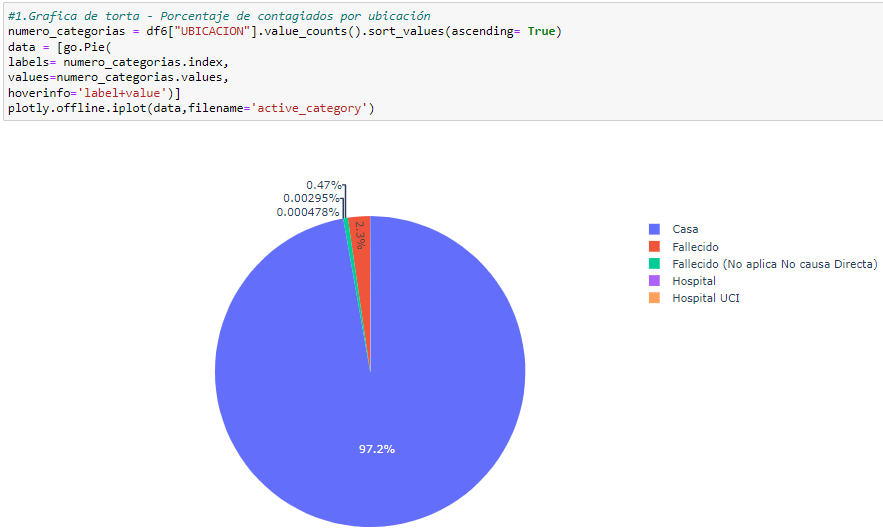 #1.Grafica de torta - Porcentaje de contagiados por ubicación
numero_categorias = df6["UBICACION"].value_counts().sort_values(ascending= True)
data = [go.Pie(
labels= numero_categorias.index,
values=numero_categorias.values,
hoverinfo='label+value')]
plotly.offline.iplot(data,filename='active_category')
0.47%
0.00295%
0.000478%
2.3%
97.2%
Casa
Fallecido
Fallecido (No aplica No causa Directa)
Hospital
Hospital UCI